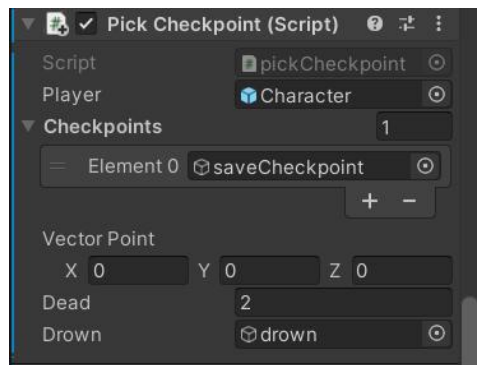 Pick Checkpoint (Script)
Script pickCheckpoint
Player Character
Checkpoints 1
Element 0 saveCheckpoint
+ −
Vector Point
X 0 Y 0 Z 0
Dead 2
Drown drown